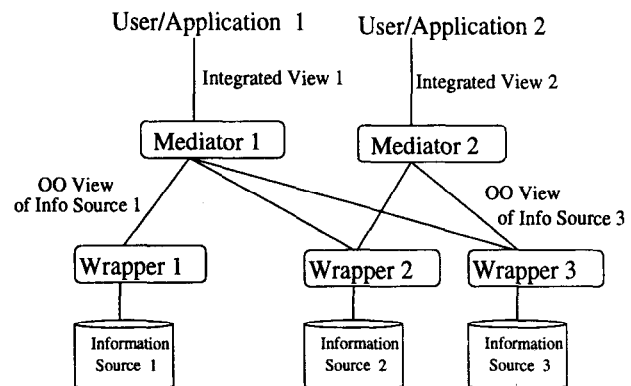 User/Application 1
User/Application 2
Integrated View 1
Integrated View 2
Mediator 1
Mediator 2
OO View
of Info Source 1
OO View
of Info Source 3
Wrapper 1
Wrapper 2
Wrapper 3
Information
Source 1
Information
Source 2
Information
Source 3